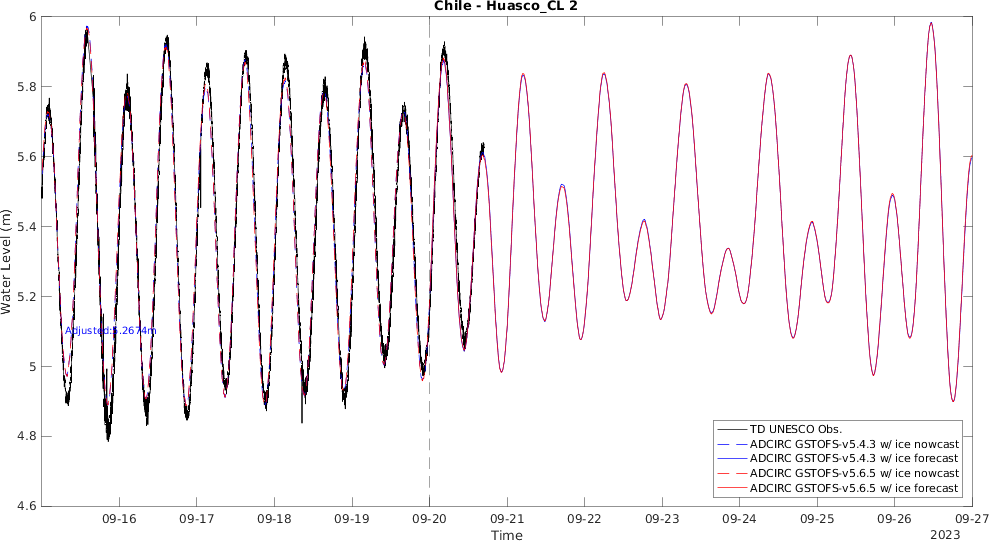 Chile - Huasco_CL 2
6
5.8
5.6
5.4
5.2
5
4.8
4.6
Water Level (m)
Adjusted:5.2674m
TD UNESCO Obs.
ADCIRC GSTOFS-v5.4.3 w/ ice nowcast
ADCIRC GSTOFS-v5.4.3 w/ ice forecast
ADCIRC GSTOFS-v5.6.5 w/ ice nowcast
ADCIRC GSTOFS-v5.6.5 w/ ice forecast
09-16 09-17 09-18 09-19 09-20 09-21 09-22 09-23 09-24 09-25 09-26 09-27
Time
2023